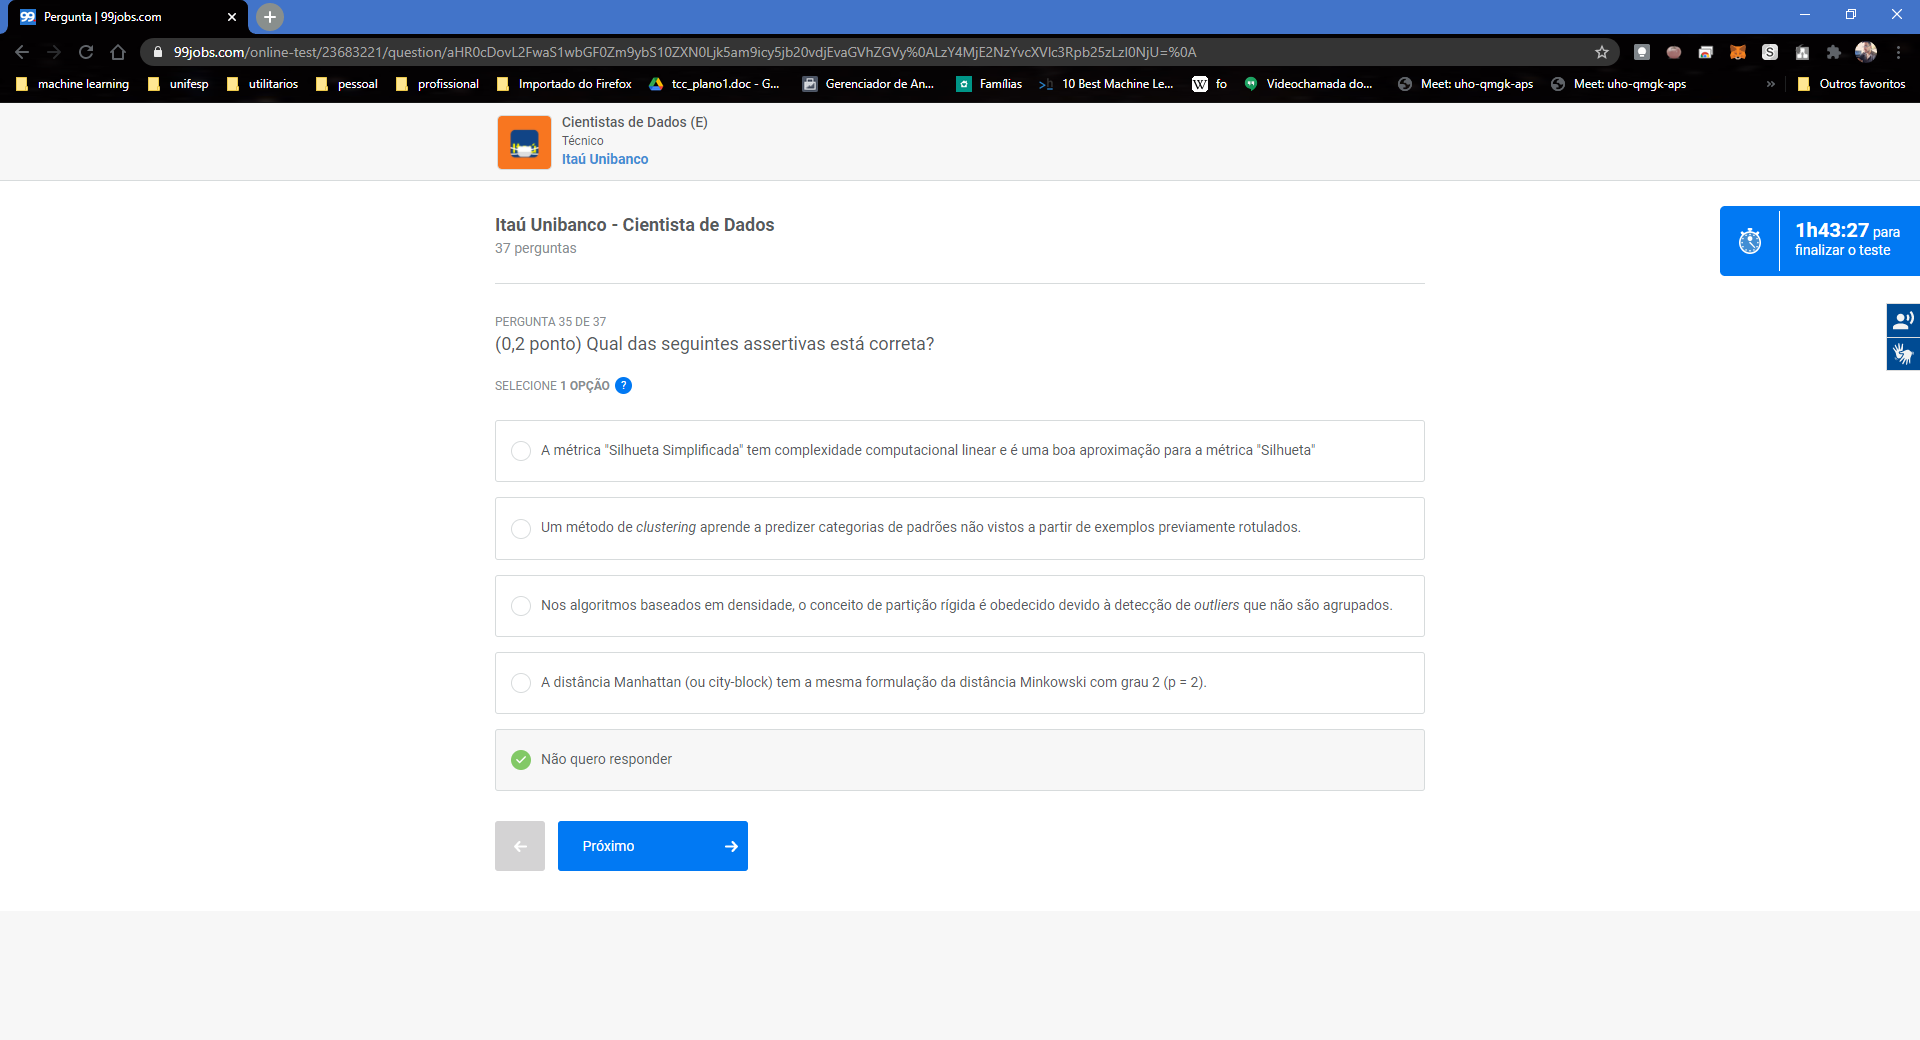 Pergunta | 99jobs.com
99jobs.com/online-test/23683221/question/aHR0cDovL2FwaS1wbGF0Zm9ybS10ZXN0Ljk5am9icy5jb20vdjEvaGVhZGVy%0ALzY4MjE2NzYvcXVlc3Rpb25zLzI0NjU=%0A
machine learning unifesp utilitarios pessoal profissional Importado do Firefox tcc_plano1.doc - G... Gerenciador de An... Famílias 10 Best Machine Le... fo Videochamada do... Meet: uho-qmgk-aps Meet: uho-qmgk-aps » Outros favoritos
Cientistas de Dados (E)
Técnico
Itaú Unibanco
Itaú Unibanco - Cientista de Dados
37 perguntas
1h43:27 para
finalizar o teste
PERGUNTA 35 DE 37
(0,2 ponto) Qual das seguintes assertivas está correta?
SELECIONE 1 OPÇÃO ?
A métrica "Silhueta Simplificada" tem complexidade computacional linear e é uma boa aproximação para a métrica "Silhueta"
Um método de clustering aprende a predizer categorias de padrões não vistos a partir de exemplos previamente rotulados.
Nos algoritmos baseados em densidade, o conceito de partição rígida é obedecido devido à detecção de outliers que não são agrupados.
A distância Manhattan (ou city-block) tem a mesma formulação da distância Minkowski com grau 2 (p = 2).
Não quero responder
Próximo